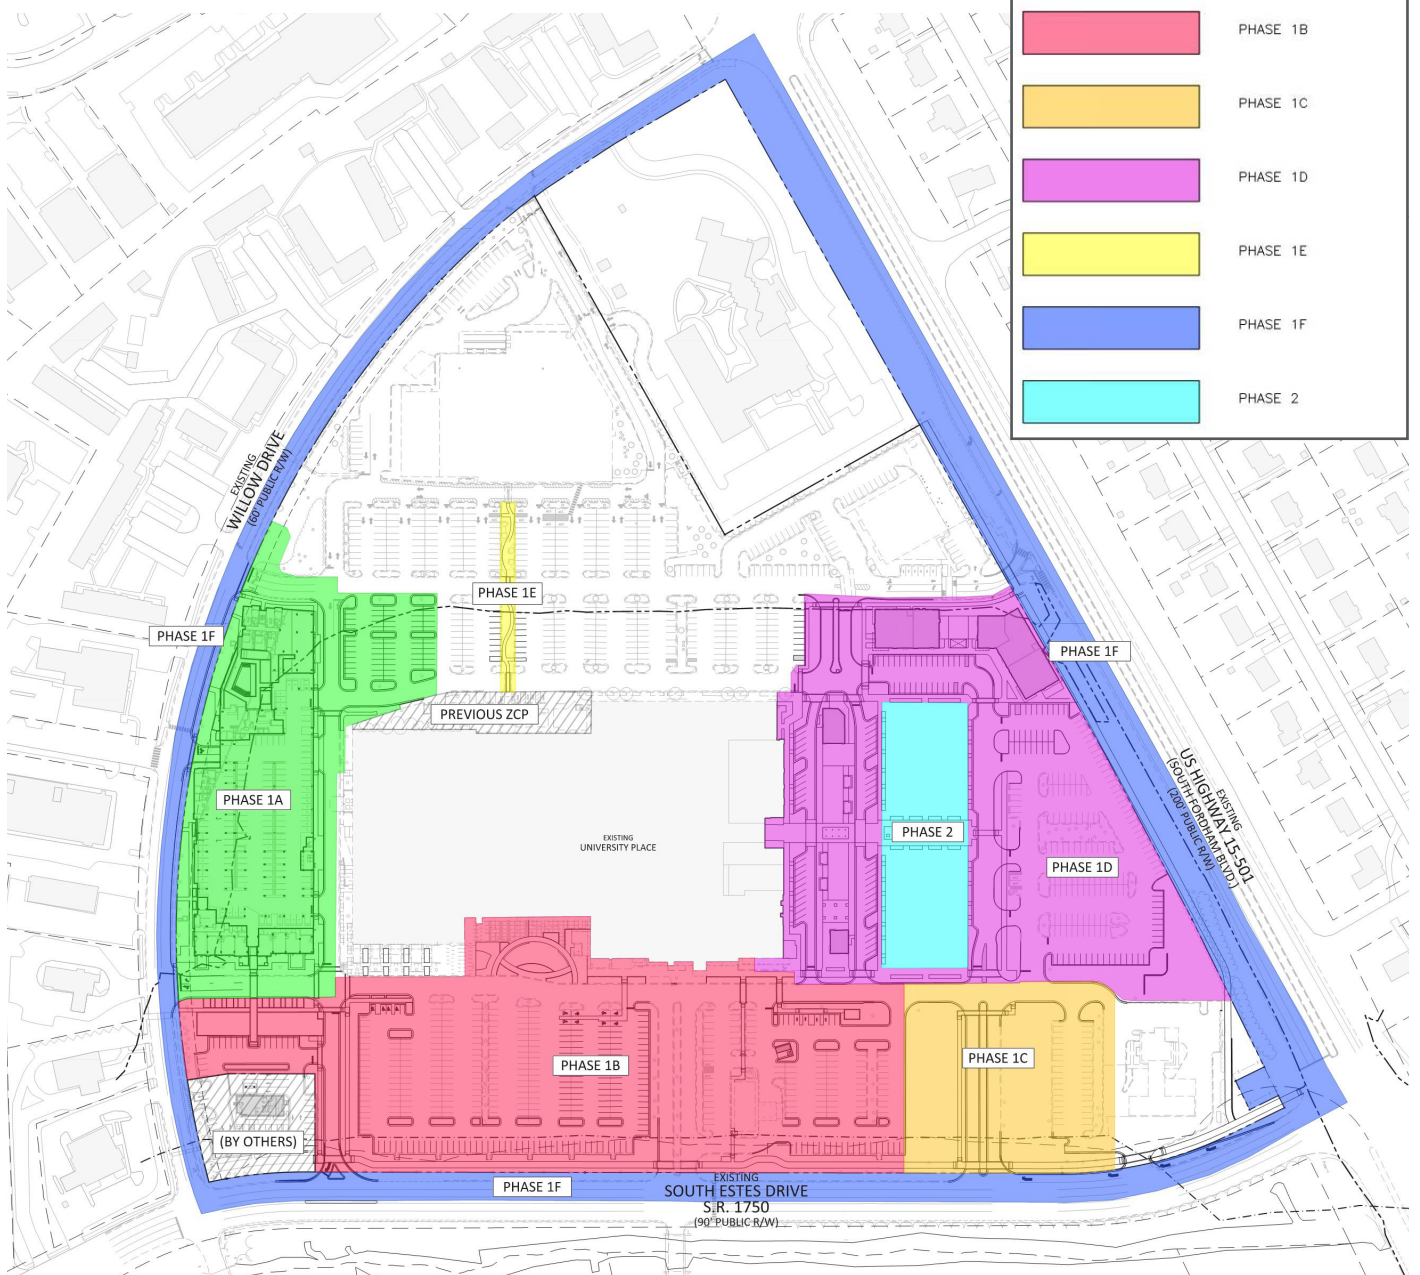 PHASE 1B
PHASE 1C
PHASE 1D
PHASE 1E
PHASE 1F
PHASE 2
EXISTING
WILLOW DRIVE
(60' PUBLIC R/W)
PHASE 1E
PHASE 1F
PHASE 1F
PREVIOUS ZCP
EXISTING
US HIGHWAY 15-501
(SOUTH FORDHAM BLVD.)
(200' PUBLIC R/W)
PHASE 1A
EXISTING
UNIVERSITY PLACE
PHASE 2
PHASE 1D
PHASE 1B
PHASE 1C
(BY OTHERS)
PHASE 1F
EXISTING
SOUTH ESTES DRIVE
S.R. 1750
(90' PUBLIC R/W)